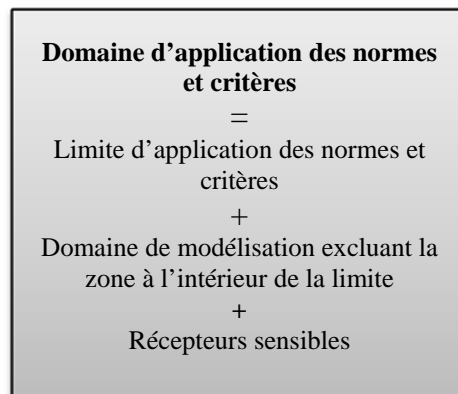 Domaine d’application des normes
et critères
=
Limite d’application des normes et
critères
+
Domaine de modélisation excluant la
zone à l’intérieur de la limite
+
Récepteurs sensibles